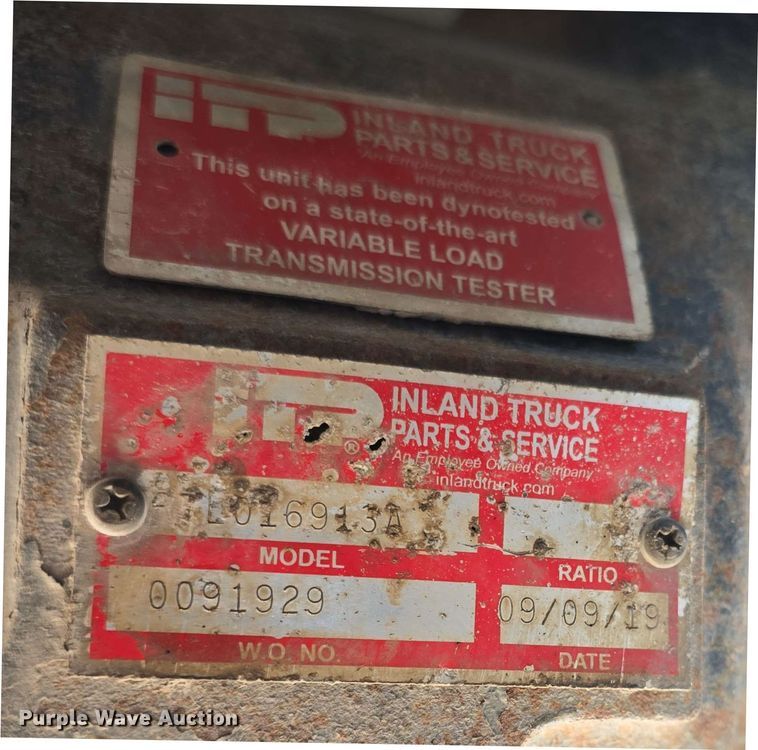 iTP INLAND TRUCK
PARTS & SERVICE
An Employee Owned Company
inlandtruck.com
This unit has been dynotested
on a state-of-the-art
VARIABLE LOAD
TRANSMISSION TESTER
iTP ® INLAND TRUCK
PARTS & SERVICE
An Employee Owned Company
inlandtruck.com
MODEL
RATIO
0091929
09/09/19
W.O. NO.
DATE
Purple Wave Auction